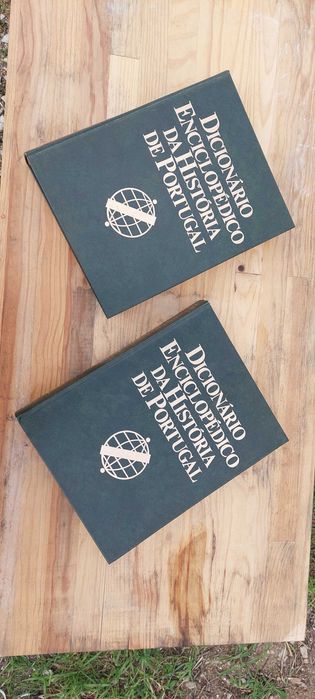 DICIONÁRIO
ENCICLOPÉDICO
DA HISTÓRIA
DE PORTUGAL
DICIONÁRIO
ENCICLOPÉDICO
DA HISTÓRIA
DE PORTUGAL